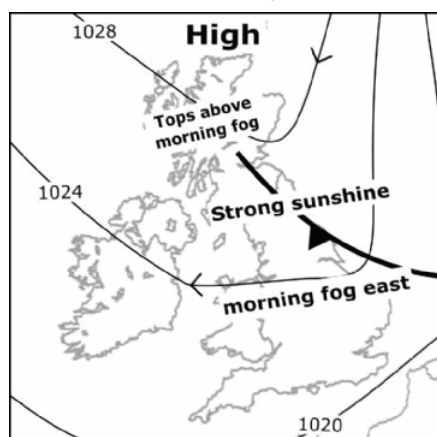 1028
High
Tops above
morning fog
1024
Strong sunshine
morning fog east
1020